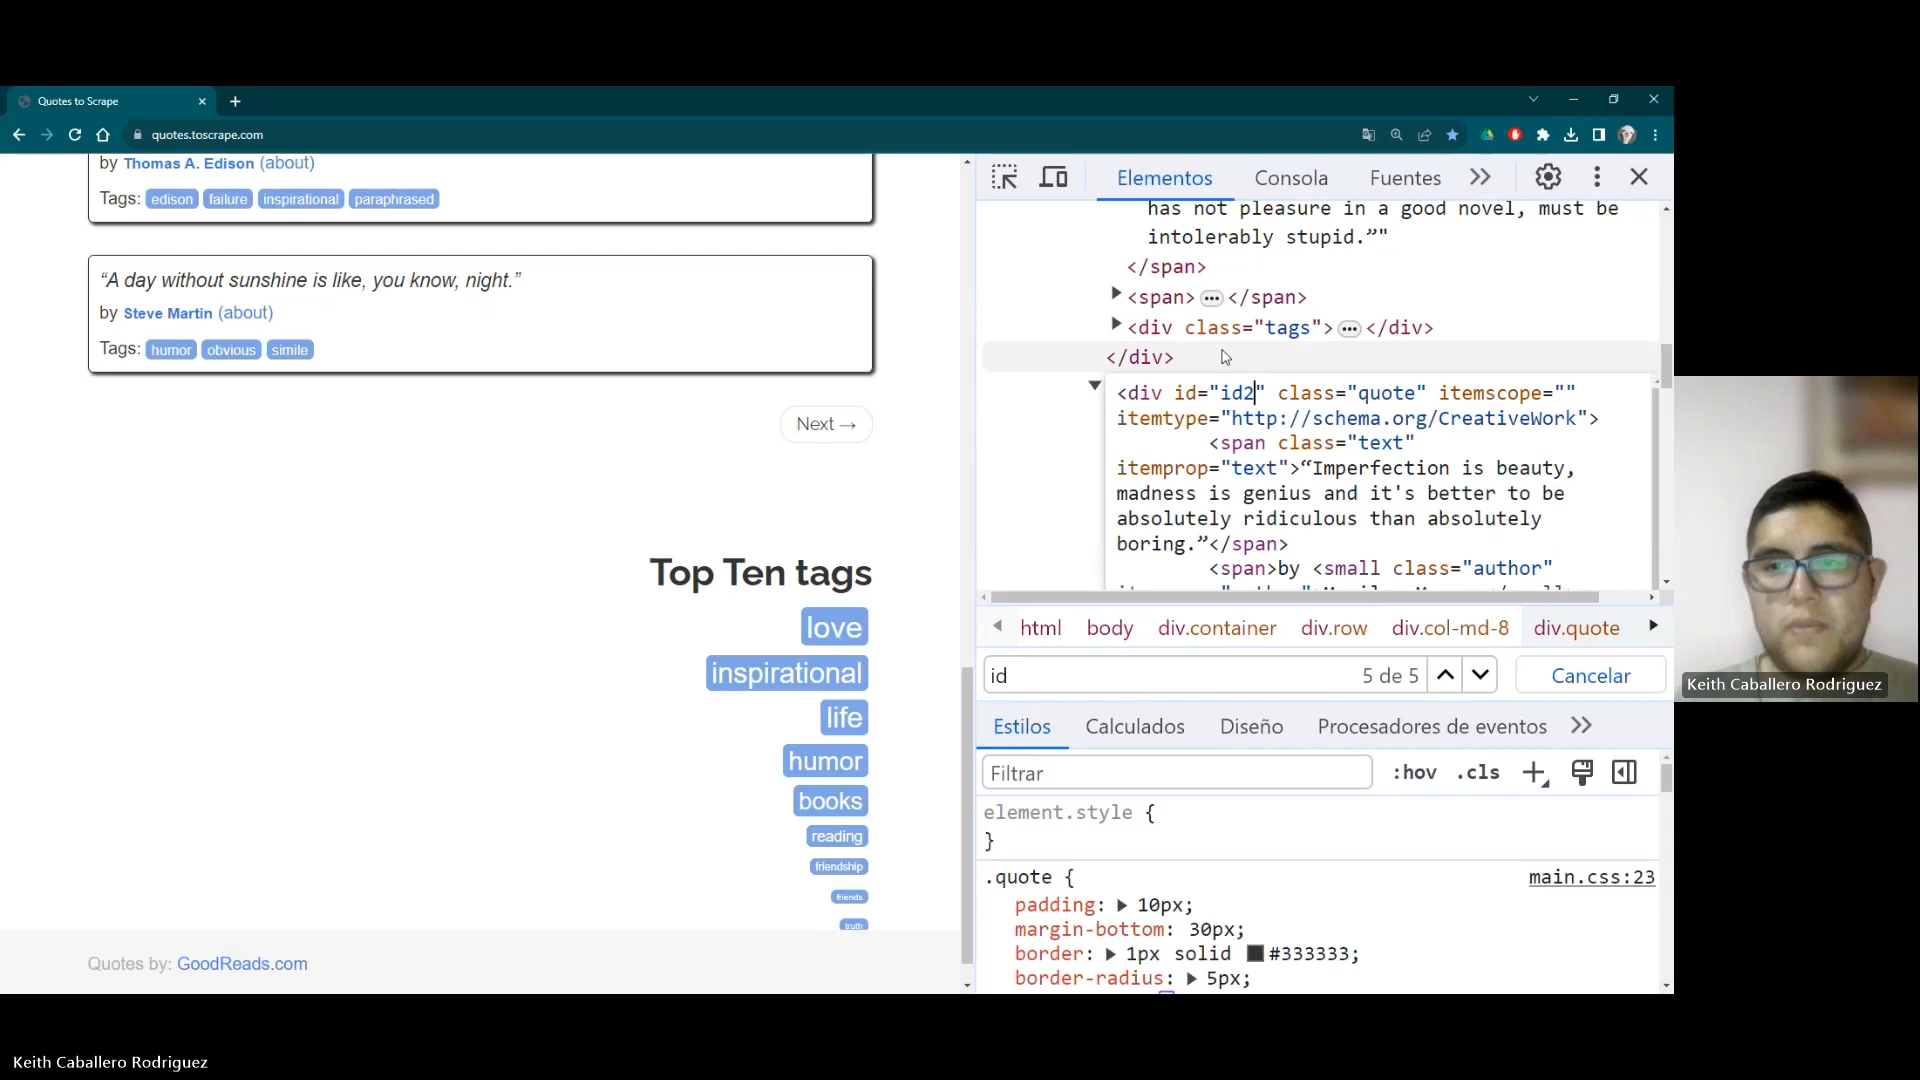 Quotes to Scrape
quotes.toscrape.com
by Thomas A. Edison (about)
Tags: edison failure inspirational paraphrased
“A day without sunshine is like, you know, night.”
by Steve Martin (about)
Tags: humor obvious simile
Next →
Top Ten tags
love
inspirational
life
humor
books
reading
friendship
friends
truth
Quotes by: GoodReads.com
Elementos Consola Fuentes
has not pleasure in a good novel, must be
intolerably stupid.”"
</span>
<span> ••• </span>
<div class="tags"> ••• </div>
</div>
<div id="id2" class="quote" itemscope=""
itemtype="http://schema.org/CreativeWork">
<span class="text"
itemprop="text">“Imperfection is beauty,
madness is genius and it's better to be
absolutely ridiculous than absolutely
boring.”</span>
<span>by <small class="author"
html body div.container div.row div.col-md-8 div.quote
id 5 de 5 Cancelar
Estilos Calculados Diseño Procesadores de eventos
Filtrar :hov .cls
element.style {
}
.quote { main.css:23
padding: 10px;
margin-bottom: 30px;
border: 1px solid #333333;
border-radius: 5px;
Keith Caballero Rodriguez
Keith Caballero Rodriguez